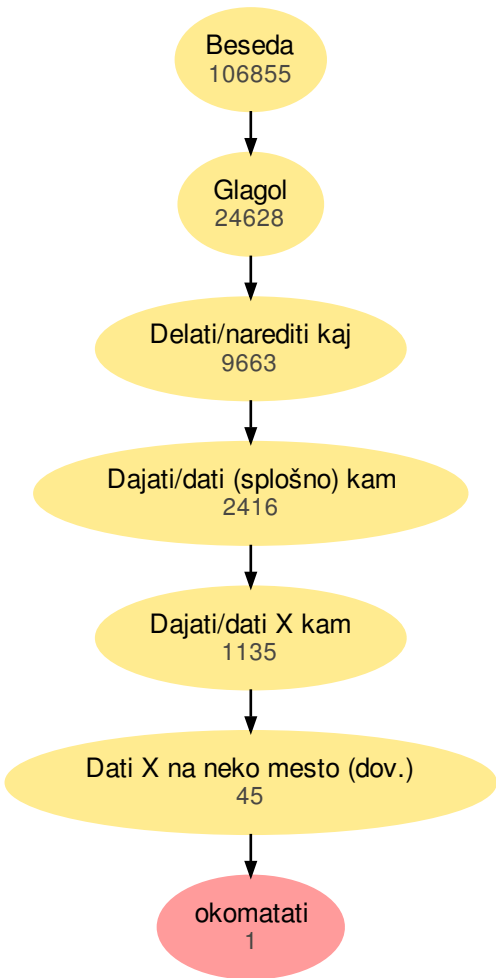 Beseda
106855
Glagol
24628
Delati/narediti kaj
9663
Dajati/dati (splošno) kam
2416
Dajati/dati X kam
1135
Dati X na neko mesto (dov.)
45
okomatati
1